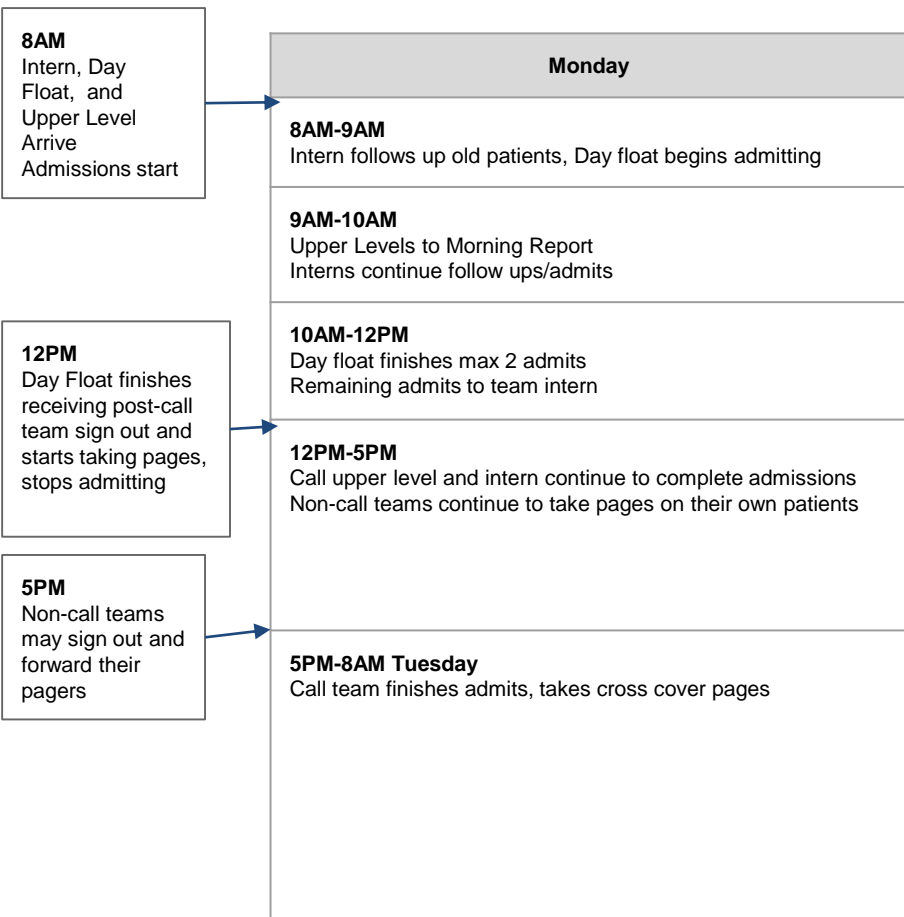 8AM
Intern, Day
Float, and
Upper Level
Arrive
Admissions start
Monday
8AM-9AM
Intern follows up old patients, Day float begins admitting
9AM-10AM
Upper Levels to Morning Report
Interns continue follow ups/admits
10AM-12PM
Day float finishes max 2 admits
Remaining admits to team intern
12PM
Day Float finishes
receiving post-call
team sign out and
starts taking pages,
stops admitting
12PM-5PM
Call upper level and intern continue to complete admissions
Non-call teams continue to take pages on their own patients
5PM
Non-call teams
may sign out and
forward their
pagers
5PM-8AM Tuesday
Call team finishes admits, takes cross cover pages